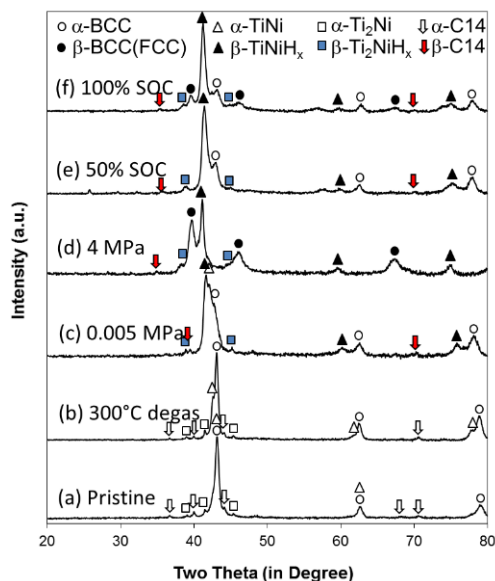 α-BCC α-TiNi α-Ti₂Ni α-C14
β-BCC(FCC) β-TiNiHₓ β-Ti₂NiHₓ β-C14
(f) 100% SOC
(e) 50% SOC
(d) 4 MPa
(c) 0.005 MPa
(b) 300°C degas
(a) Pristine
Intensity (a.u.)
20 30 40 50 60 70 80
Two Theta (in Degree)